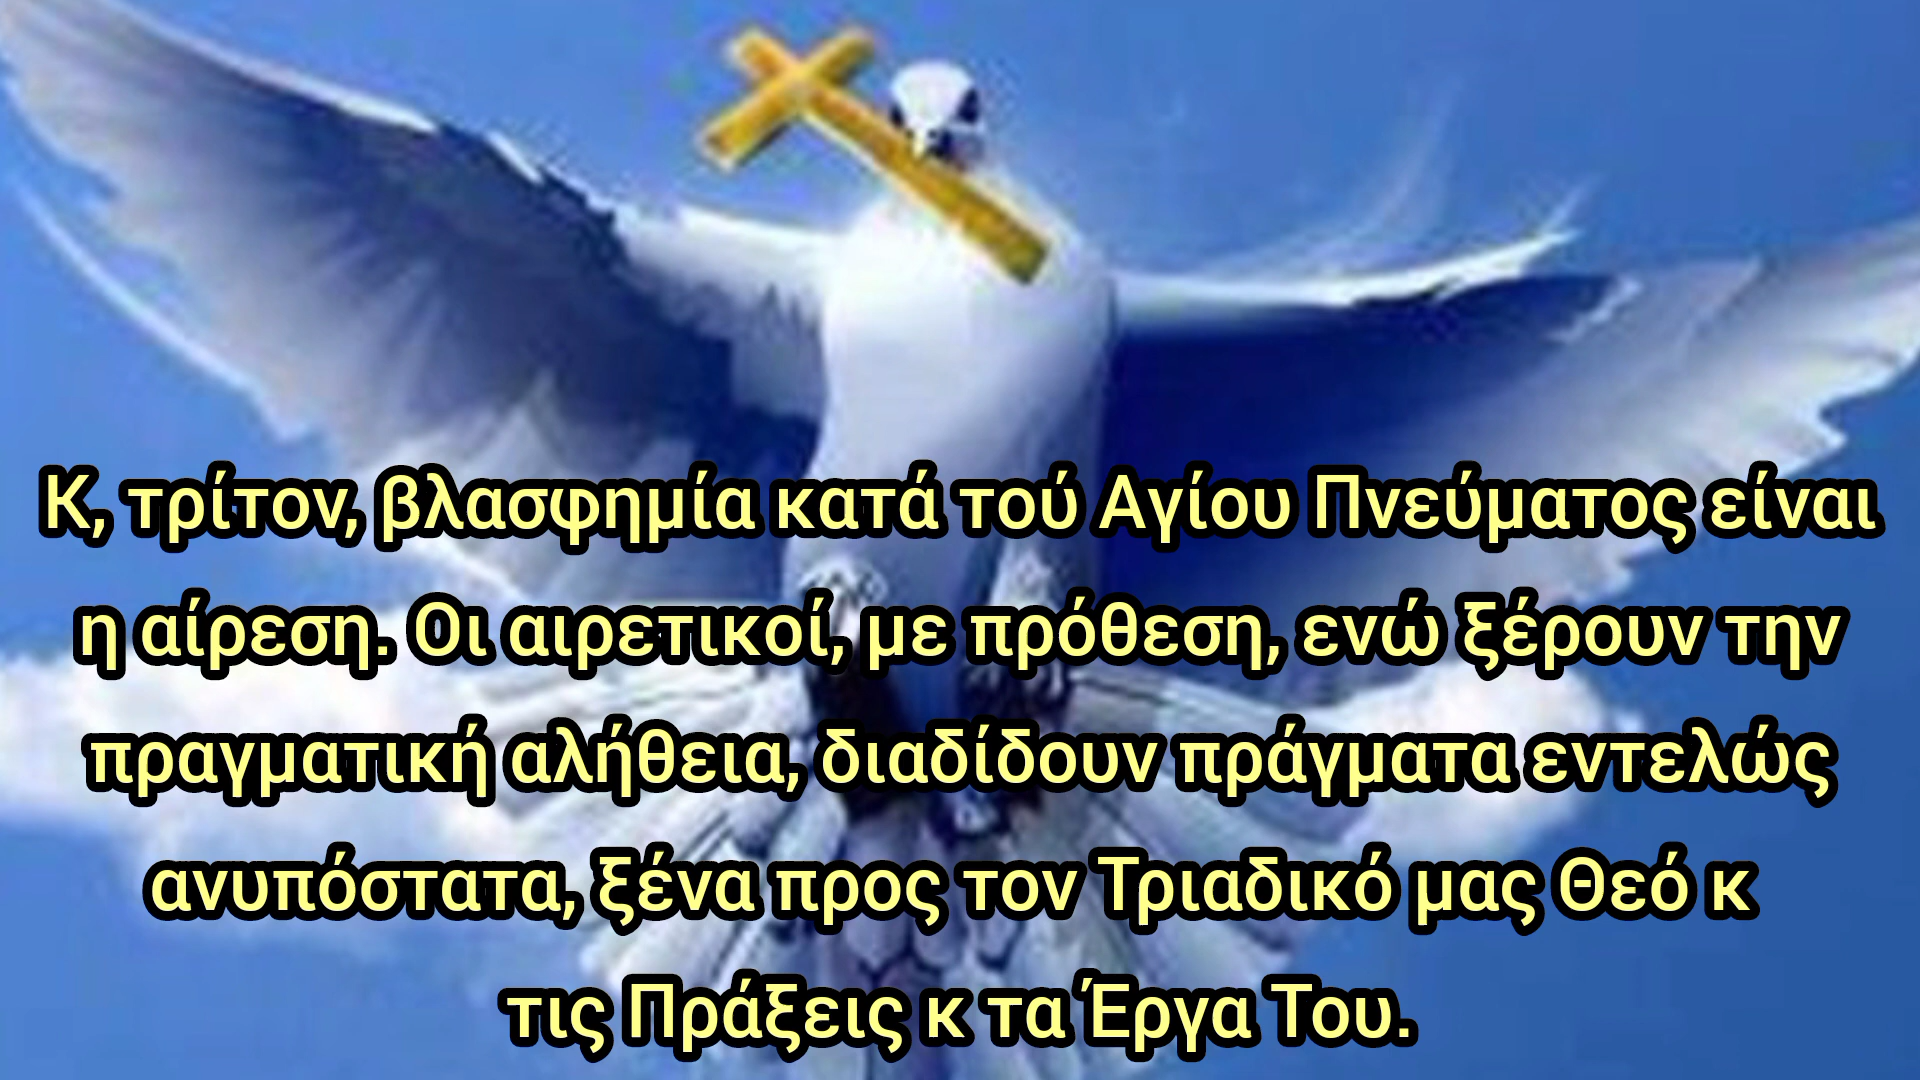 Κ, τρίτον, βλασφημία κατά τού Αγίου Πνεύματος είναι
η αίρεση. Οι αιρετικοί, με πρόθεση, ενώ ξέρουν την
πραγματική αλήθεια, διαδίδουν πράγματα εντελώς
ανυπόστατα, ξένα προς τον Τριαδικό μας Θεό κ
τις Πράξεις κ τα Έργα Του.